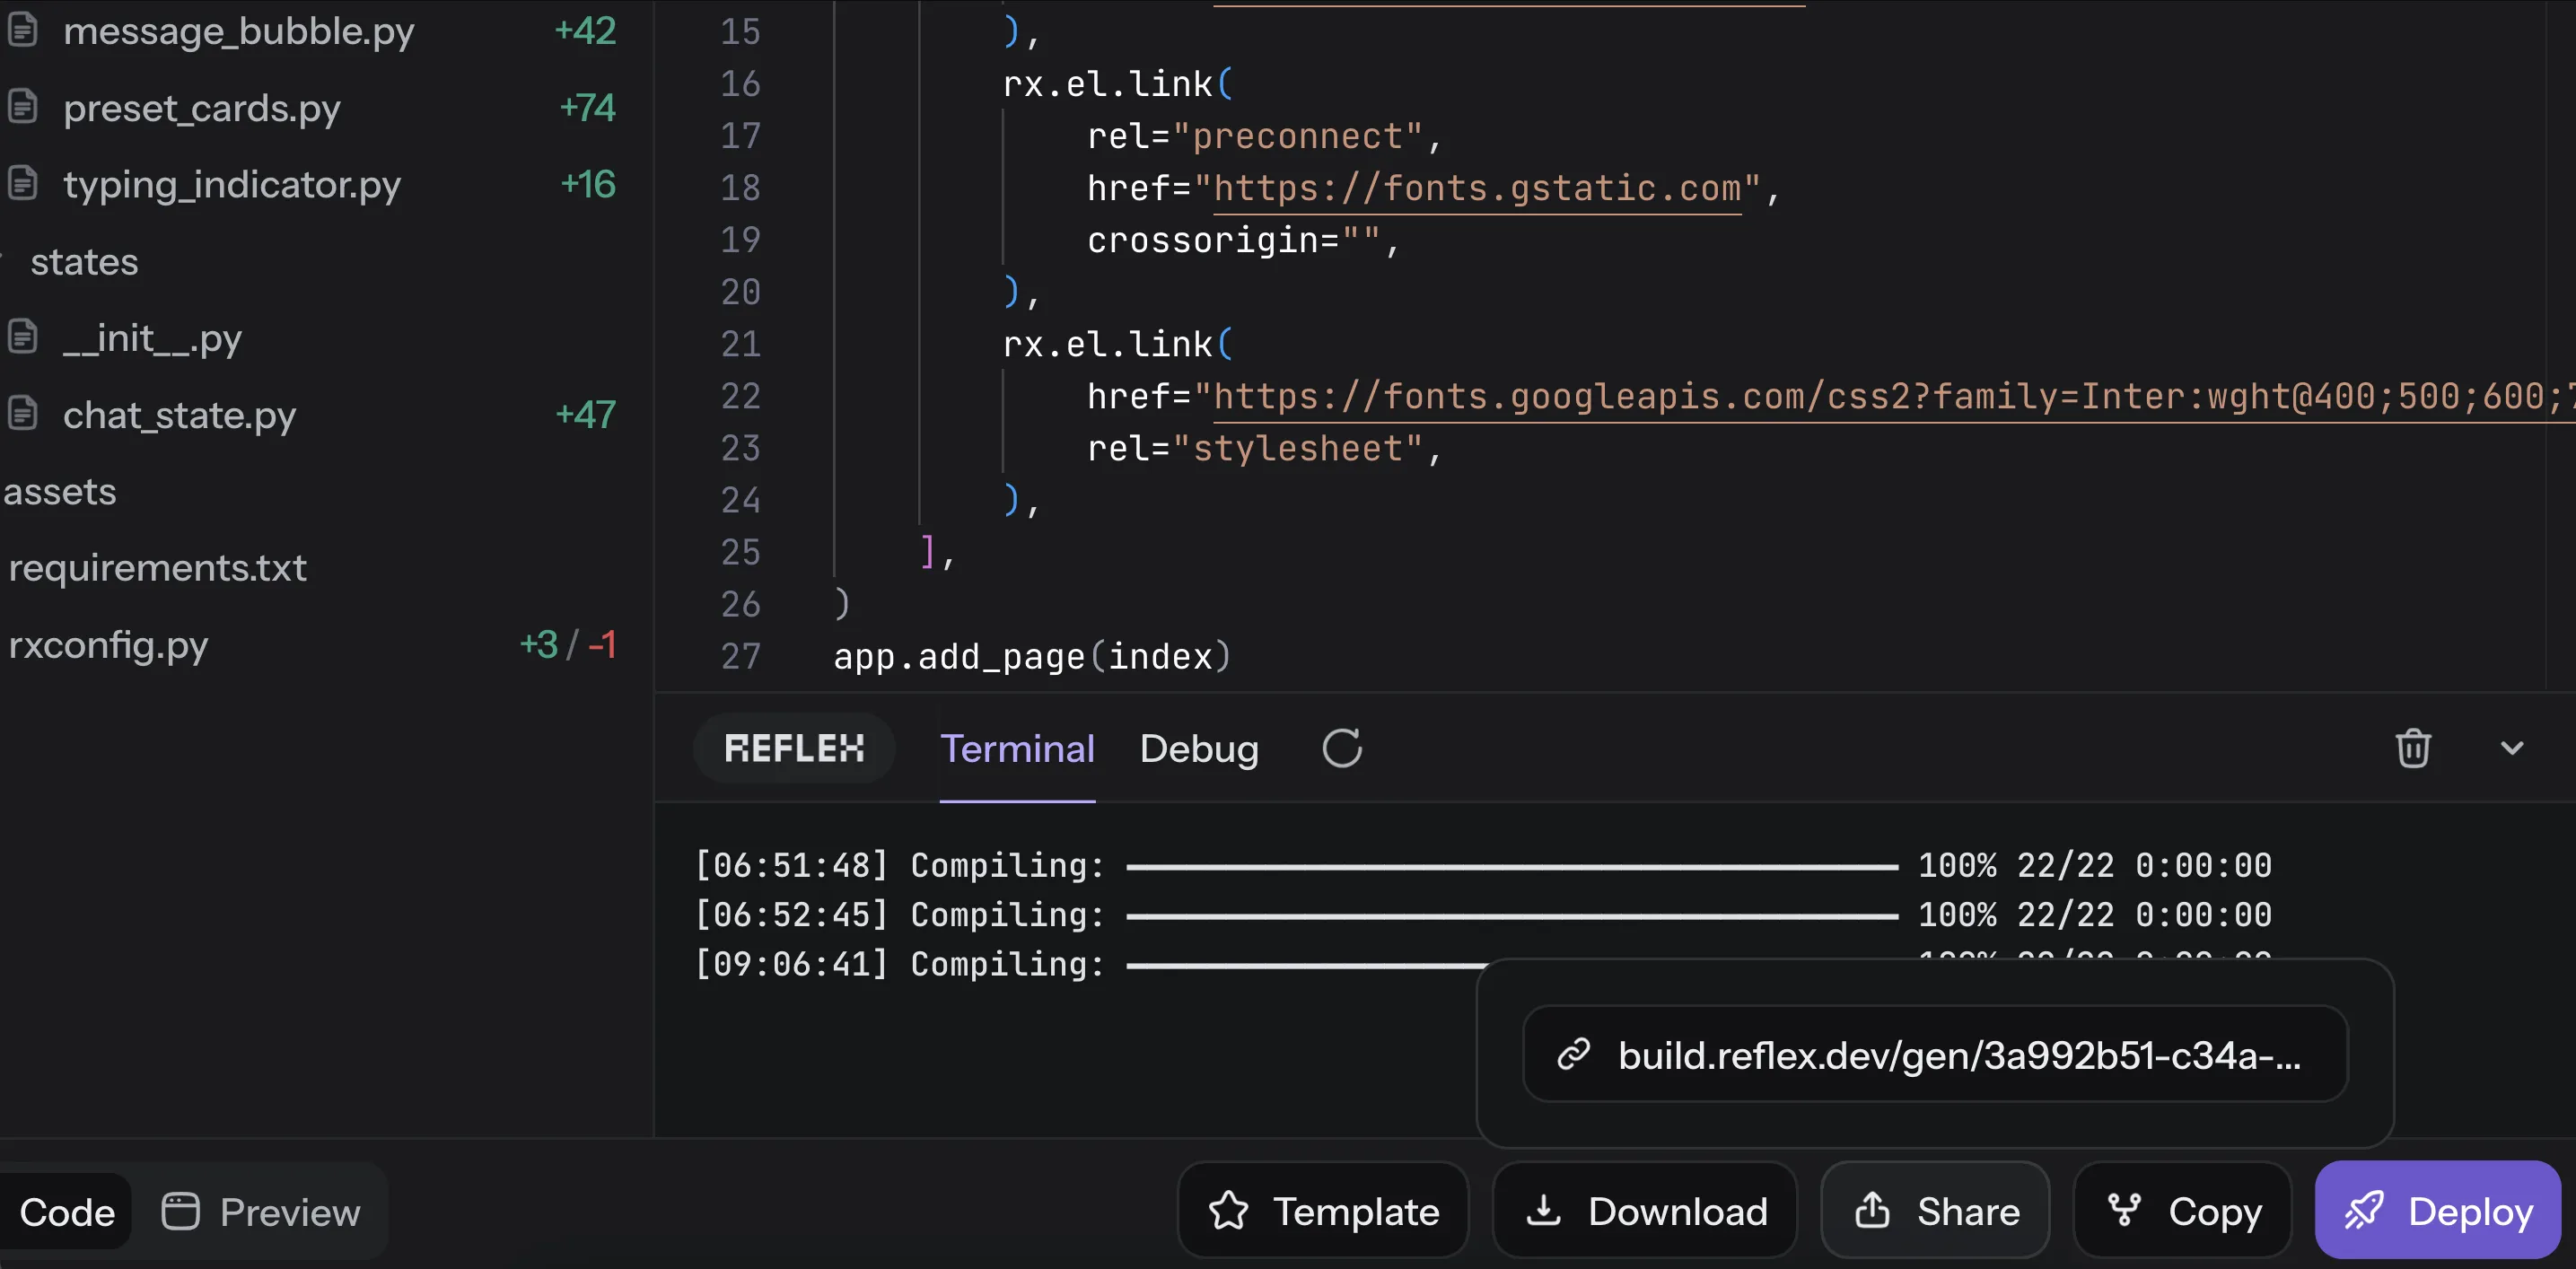 message_bubble.py +42
preset_cards.py +74
typing_indicator.py +16
states
__init__.py
chat_state.py +47
assets
requirements.txt
rxconfig.py +3 / -1
15 ),
16 rx.el.link(
17 rel="preconnect",
18 href="https://fonts.gstatic.com",
19 crossorigin="",
20 ),
21 rx.el.link(
22 href="https://fonts.googleapis.com/css2?family=Inter:wght@400;500;600;
23 rel="stylesheet",
24 ),
25 ],
26 )
27 app.add_page(index)
REFLEX Terminal Debug
[06:51:48] Compiling: 100% 22/22 0:00:00
[06:52:45] Compiling: 100% 22/22 0:00:00
[09:06:41] Compiling:
build.reflex.dev/gen/3a992b51-c34a-...
Code Preview Template Download Share Copy Deploy